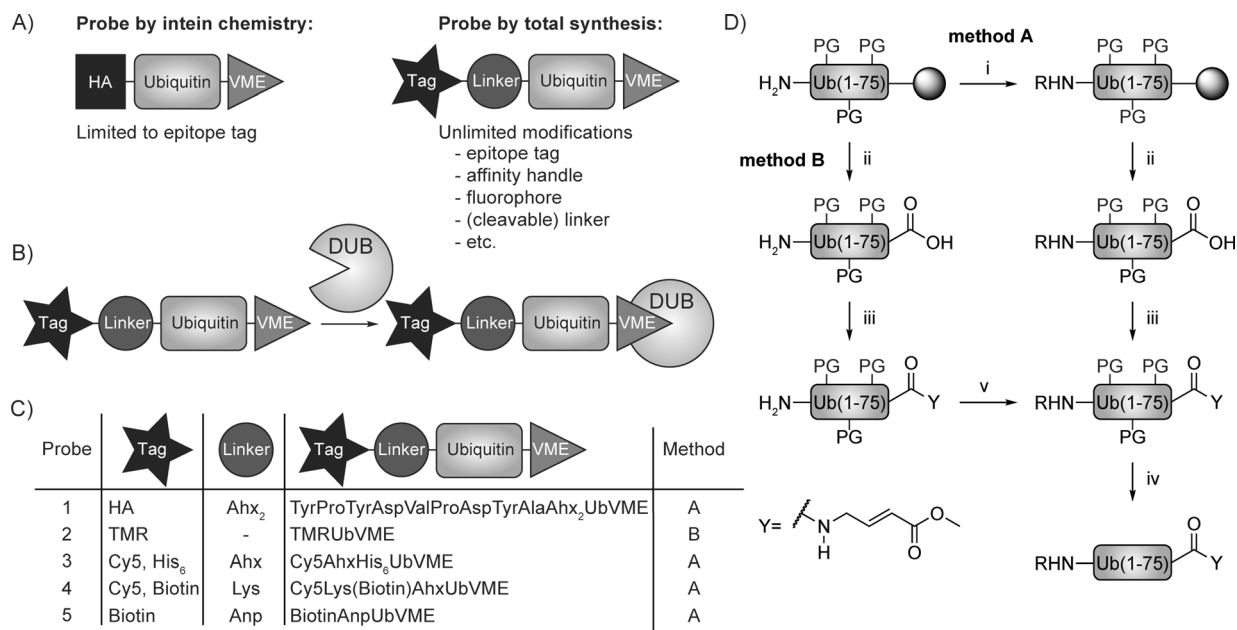 A)
Probe by intein chemistry:
HA
Ubiquitin
VME
Limited to epitope tag
Probe by total synthesis:
Tag
Linker
Ubiquitin
VME
Unlimited modifications
- epitope tag
- affinity handle
- fluorophore
- (cleavable) linker
- etc.
B)
Tag
Linker
Ubiquitin
VME
DUB
Tag
Linker
Ubiquitin
VME
DUB
C)
Probe
Tag
Linker
Tag
Linker
Ubiquitin
VME
Method
1 HA Ahx₂ TyrProTyrAspValProAspTyrAlaAhx₂UbVME A
2 TMR - TMRUbVME B
3 Cy5, His₆ Ahx Cy5AhxHis₆UbVME A
4 Cy5, Biotin Lys Cy5Lys(Biotin)AhxUbVME A
5 Biotin Anp BiotinAnpUbVME A
D)
PG PG
H₂N Ub(1-75)
PG
method A
i
PG PG
RHN Ub(1-75)
PG
method B
ii
ii
PG PG O
H₂N Ub(1-75) OH
PG
PG PG O
RHN Ub(1-75) OH
PG
iii
iii
PG PG O
H₂N Ub(1-75) Y
PG
v
PG PG O
RHN Ub(1-75) Y
PG
iv
Y= N H O O
O
RHN Ub(1-75) Y